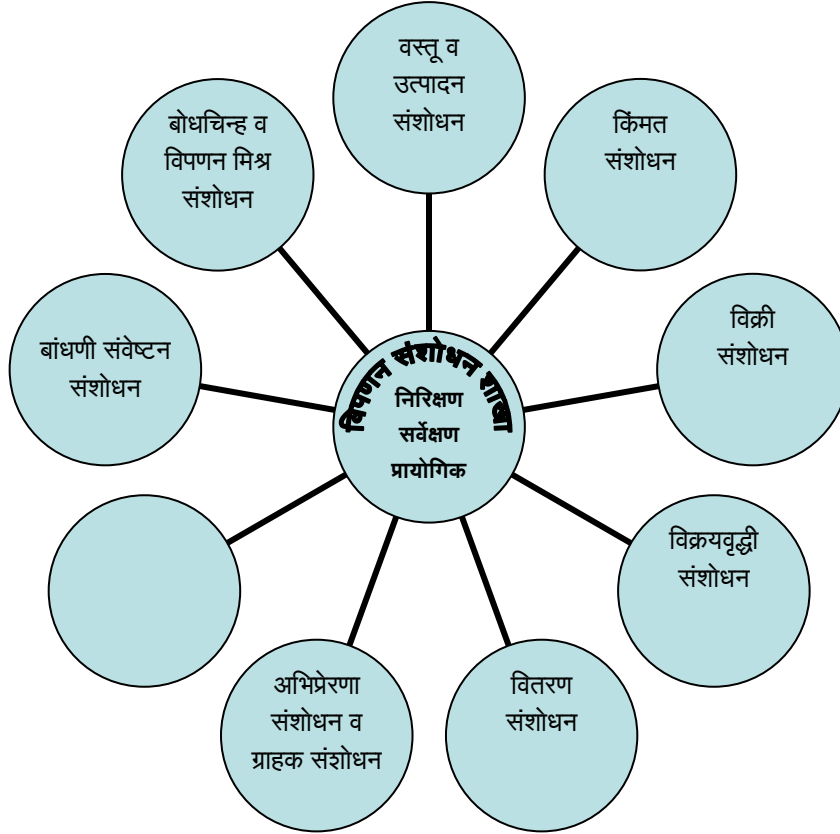 वस्तू व
उत्पादन
संशोधन
किंमत
संशोधन
विक्री
संशोधन
विक्रयवृद्धी
संशोधन
वितरण
संशोधन
अभिप्रेरणा
संशोधन व
ग्राहक संशोधन
बांधणी संवेष्टन
संशोधन
बोधचिन्ह व
विपणन मिश्र
संशोधन
विपणन संशोधन शाखा
निरिक्षण
सर्वेक्षण
प्रायोगिक